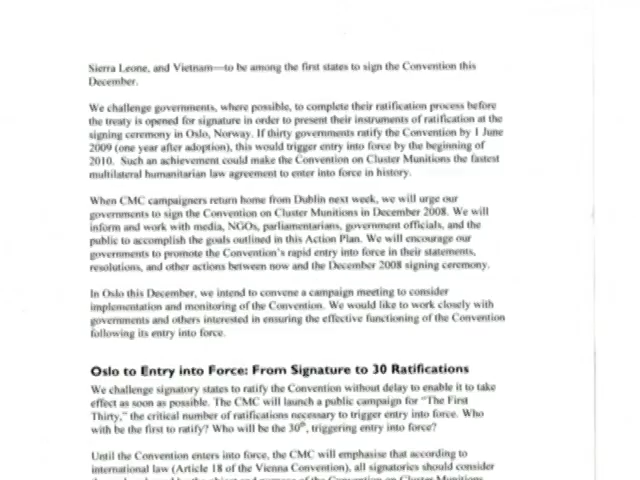 Sierra Leone, and Vietnam—to be among the first states to sign the Convention this
December.
We challenge governments, where possible, to complete their ratification process before
the treaty is opened for signature in order to present their instruments of ratification at the
signing ceremony in Oslo, Norway. If thirty governments ratify the Convention by 1 June
2009 (one year after adoption), this would trigger entry into force by the beginning of
2010. Such an achievement could make the Convention on Cluster Munitions the fastest
multilateral humanitarian law agreement to enter into force in history.
When CMC campaigners return home from Dublin next week, we will urge our
governments to sign the Convention on Cluster Munitions in December 2008. We will
inform and work with media, NGOs, parliamentarians, government officials, and the
public to accomplish the goals outlined in this Action Plan. We will encourage our
governments to promote the Convention's rapid entry into force in their statements,
resolutions, and other actions between now and the December 2008 signing ceremony.
In Oslo this December, we intend to convene a campaign meeting to consider
implementation and monitoring of the Convention. We would like to work closely with
governments and others interested in ensuring the effective functioning of the Convention
following its entry into force.
Oslo to Entry into Force: From Signature to 30 Ratifications
We challenge signatory states to ratify the Convention without delay to enable it to take
effect as soon as possible. The CMC will launch a public campaign for "The First
Thirty," the critical number of ratifications necessary to trigger entry into force. Who
with be the first to ratify? Who will be the 30th, triggering entry into force?
Until the Convention enters into force, the CMC will emphasise that according to
international law (Article 18 of the Vienna Convention), all signatories should consider